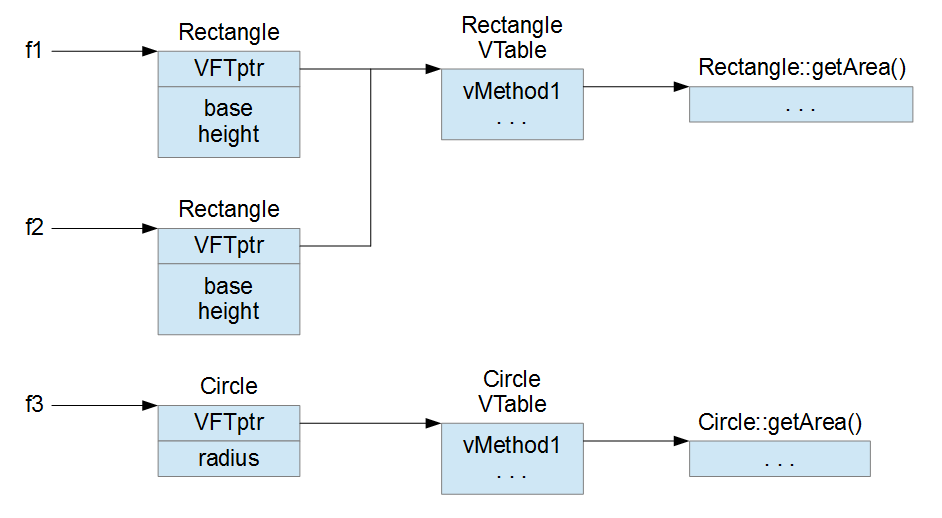 f1
Rectangle
VFTptr
base
height
Rectangle
VTable
vMethod1
. . .
Rectangle::getArea()
. . .
f2
Rectangle
VFTptr
base
height
f3
Circle
VFTptr
radius
Circle
VTable
vMethod1
. . .
Circle::getArea()
. . .